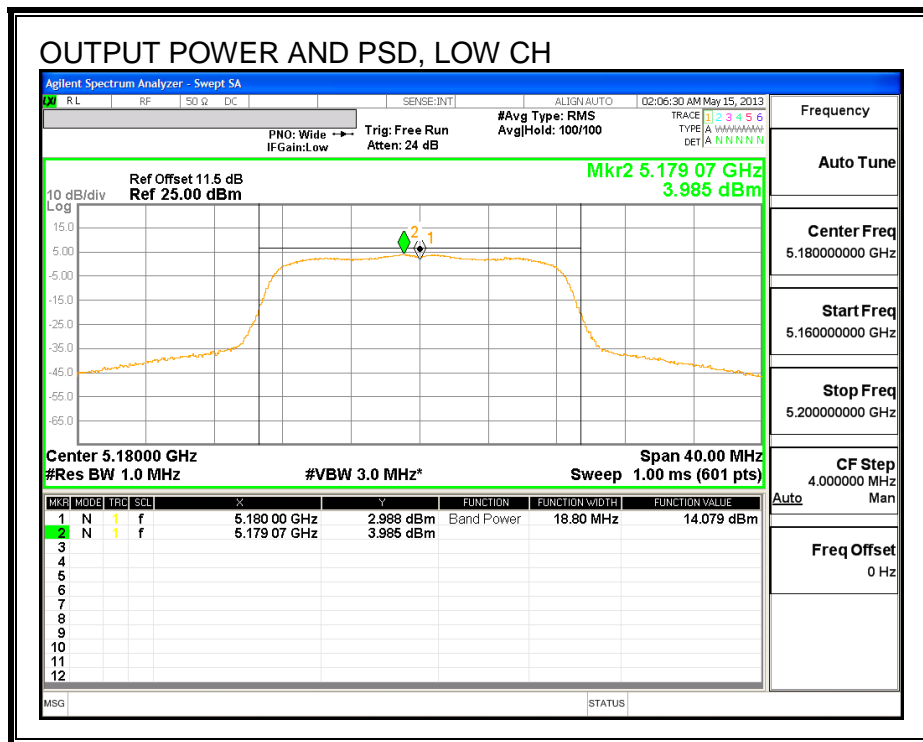 OUTPUT POWER AND PSD, LOW CH
Agilent Spectrum Analyzer - Swept SA
LXI RL RF 50 Ω DC SENSE:INT ALIGN AUTO 02:06:30 AM May 15, 2013
PNO: Wide Trig: Free Run #Avg Type: RMS TRACE 1 2 3 4 5 6
IFGain:Low Atten: 24 dB Avg|Hold: 100/100 TYPE A WWWWW
DET A N N N N N
Mkr2 5.179 07 GHz
3.985 dBm
Ref Offset 11.5 dB
10 dB/div Ref 25.00 dBm
Log
15.0
5.00
-5.00
-15.0
-25.0
-35.0
-45.0
-55.0
-65.0
2 1
Center 5.18000 GHz Span 40.00 MHz
#Res BW 1.0 MHz #VBW 3.0 MHz* Sweep 1.00 ms (601 pts)
MKR MODE TRC SCL X Y FUNCTION FUNCTION WIDTH FUNCTION VALUE
1 N 1 f 5.180 00 GHz 2.988 dBm Band Power 18.80 MHz 14.079 dBm
2 N 1 f 5.179 07 GHz 3.985 dBm
3
4
5
6
7
8
9
10
11
12
MSG STATUS
Frequency
Auto Tune
Center Freq
5.180000000 GHz
Start Freq
5.160000000 GHz
Stop Freq
5.200000000 GHz
CF Step
4.000000 MHz
Auto Man
Freq Offset
0 Hz